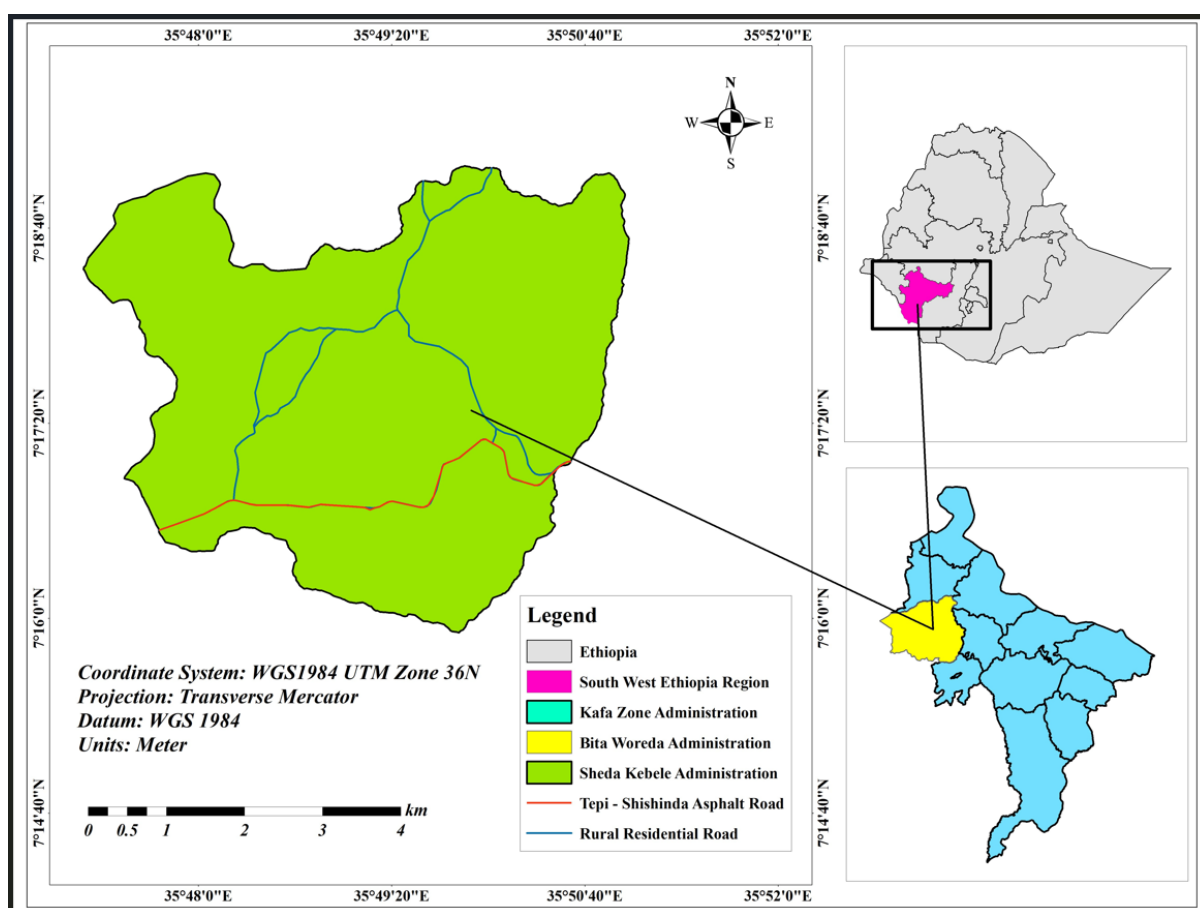 35°48'0"E 35°49'20"E 35°50'40"E 35°52'0"E
N
W E
S
7°18'40"N 7°18'40"N
7°17'20"N 7°17'20"N
7°16'0"N 7°16'0"N
7°14'40"N 7°14'40"N
Coordinate System: WGS1984 UTM Zone 36N
Projection: Transverse Mercator
Datum: WGS 1984
Units: Meter
km
0 0.5 1 2 3 4
Legend
Ethiopia
South West Ethiopia Region
Kafa Zone Administration
Bita Woreda Administration
Sheda Kebele Administration
Tepi - Shishinda Asphalt Road
Rural Residential Road
35°48'0"E 35°49'20"E 35°50'40"E 35°52'0"E